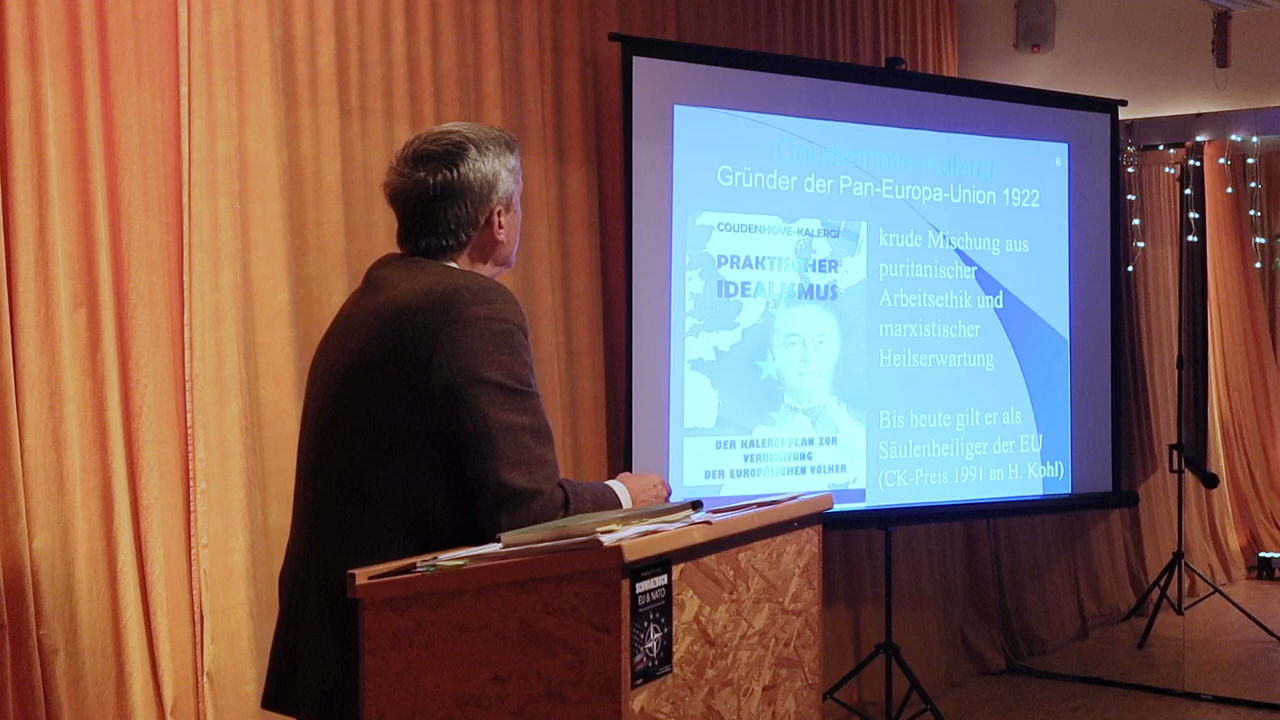 6
Coudenhove-Kalergi
Gründer der Pan-Europa-Union 1922
COUDENHOVE-KALERGI
PRAKTISCHER
IDEALISMUS
DER KALERGI-PLAN ZUR
VERNICHTUNG
DER EUROPÄISCHEN VÖLKER
krude Mischung aus
puritanischer
Arbeitsethik und
marxistischer
Heilserwartung
Bis heute gilt er als
Säulenheiliger der EU
(CK-Preis 1991 an H. Kohl)
SCHWARZBUCH
EU & NATO